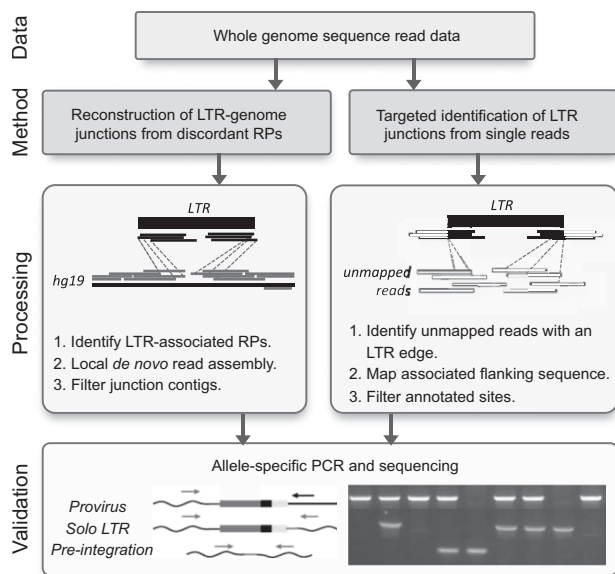 Data
Whole genome sequence read data
Method
Reconstruction of LTR-genome
junctions from discordant RPs
Targeted identification of LTR
junctions from single reads
Processing
LTR
hg19
1. Identify LTR-associated RPs.
2. Local de novo read assembly.
3. Filter junction contigs.
LTR
unmapped
reads
1. Identify unmapped reads with an
LTR edge.
2. Map associated flanking sequence.
3. Filter annotated sites.
Validation
Allele-specific PCR and sequencing
Provirus
Solo LTR
Pre-integration